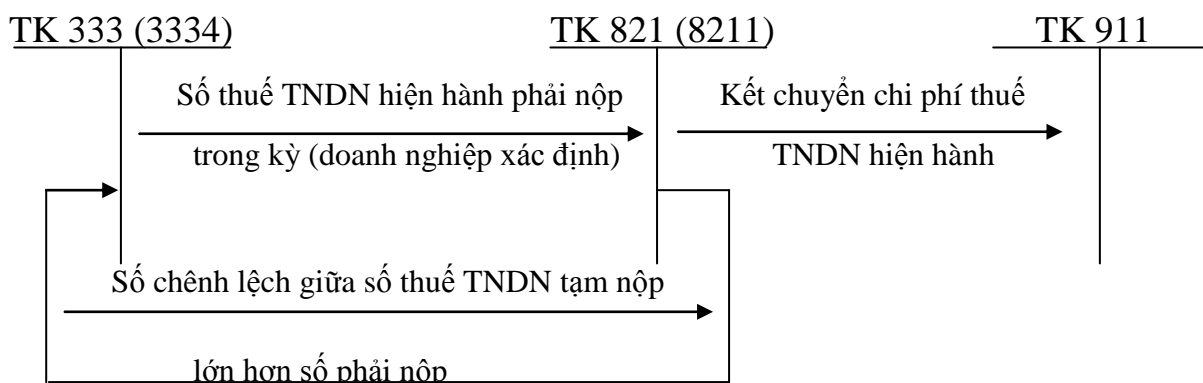 TK 333 (3334) TK 821 (8211) TK 911
Số thuế TNDN hiện hành phải nộp
trong kỳ (doanh nghiệp xác định)
Kết chuyển chi phí thuế
TNDN hiện hành
Số chênh lệch giữa số thuế TNDN tạm nộp
lớn hơn số phải nộp